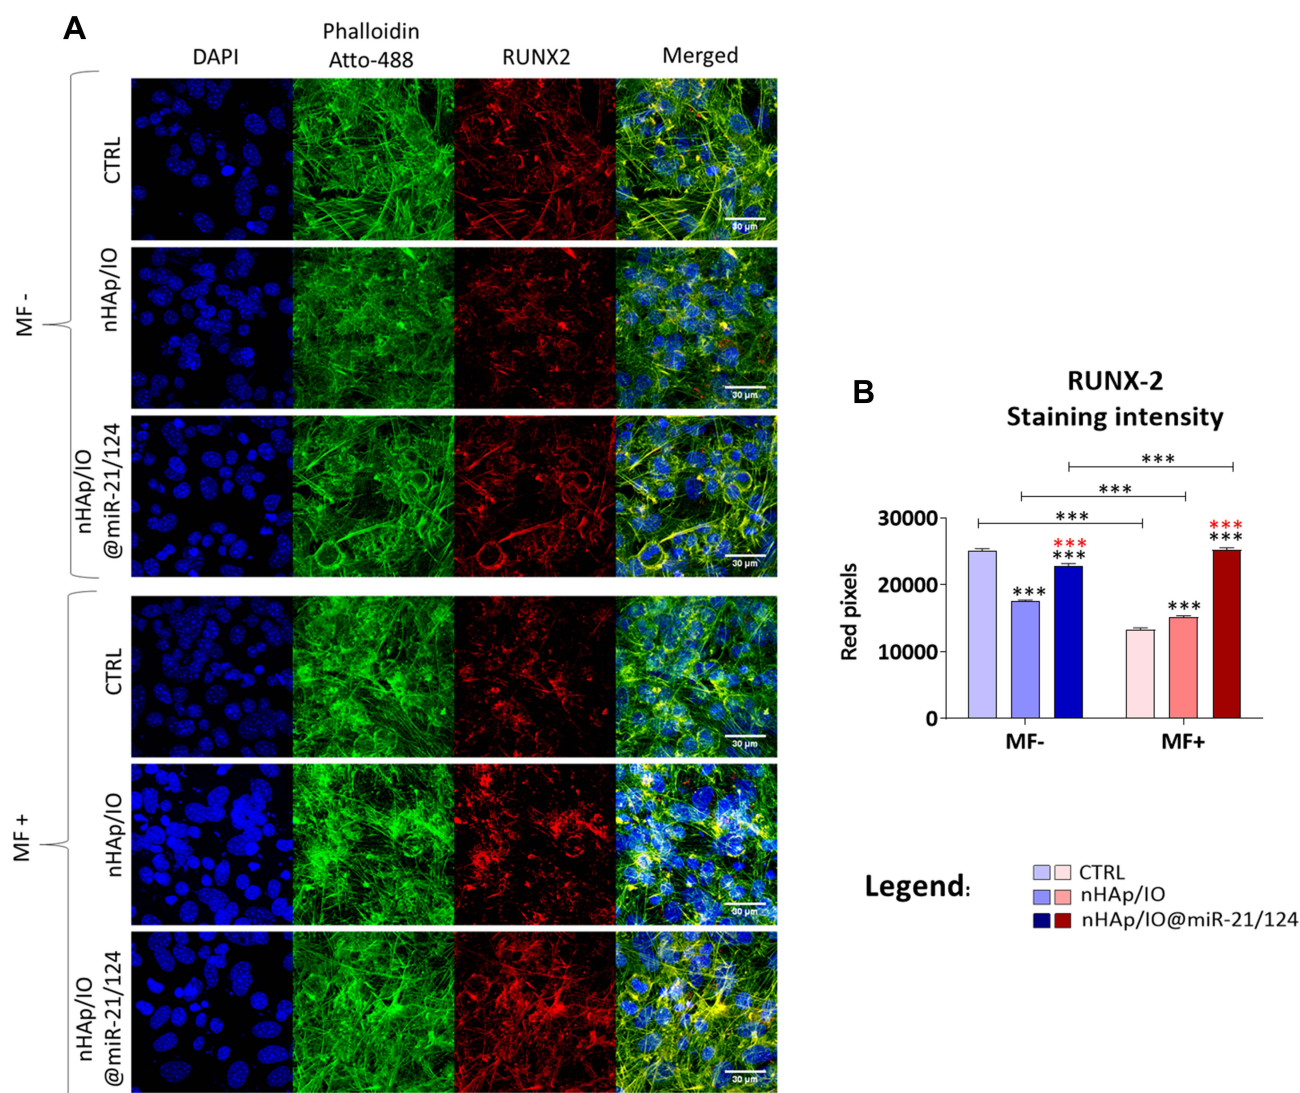 A
DAPI
Phalloidin
Atto-488
RUNX2
Merged
MF -
CTRL
30 µm
nHAp/IO
30 µm
nHAp/IO
@miR-21/124
30 µm
MF +
CTRL
30 µm
nHAp/IO
30 µm
nHAp/IO
@miR-21/124
30 µm
B
RUNX-2
Staining intensity
***
***
***
***
***
***
***
***
***
***
Red pixels
30000
20000
10000
0
MF-
MF+
Legend:
CTRL
nHAp/IO
nHAp/IO@miR-21/124